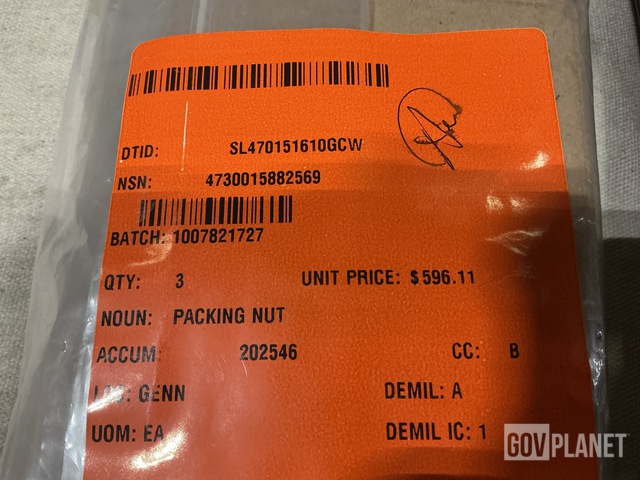 DTID: SL470151610GCW
NSN: 4730015882569
BATCH: 1007821727
QTY: 3 UNIT PRICE: $596.11
NOUN: PACKING NUT
ACCUM: 202546 CC: B
LOC: GENN DEMIL: A
UOM: EA DEMIL IC: 1
GOVPLANET